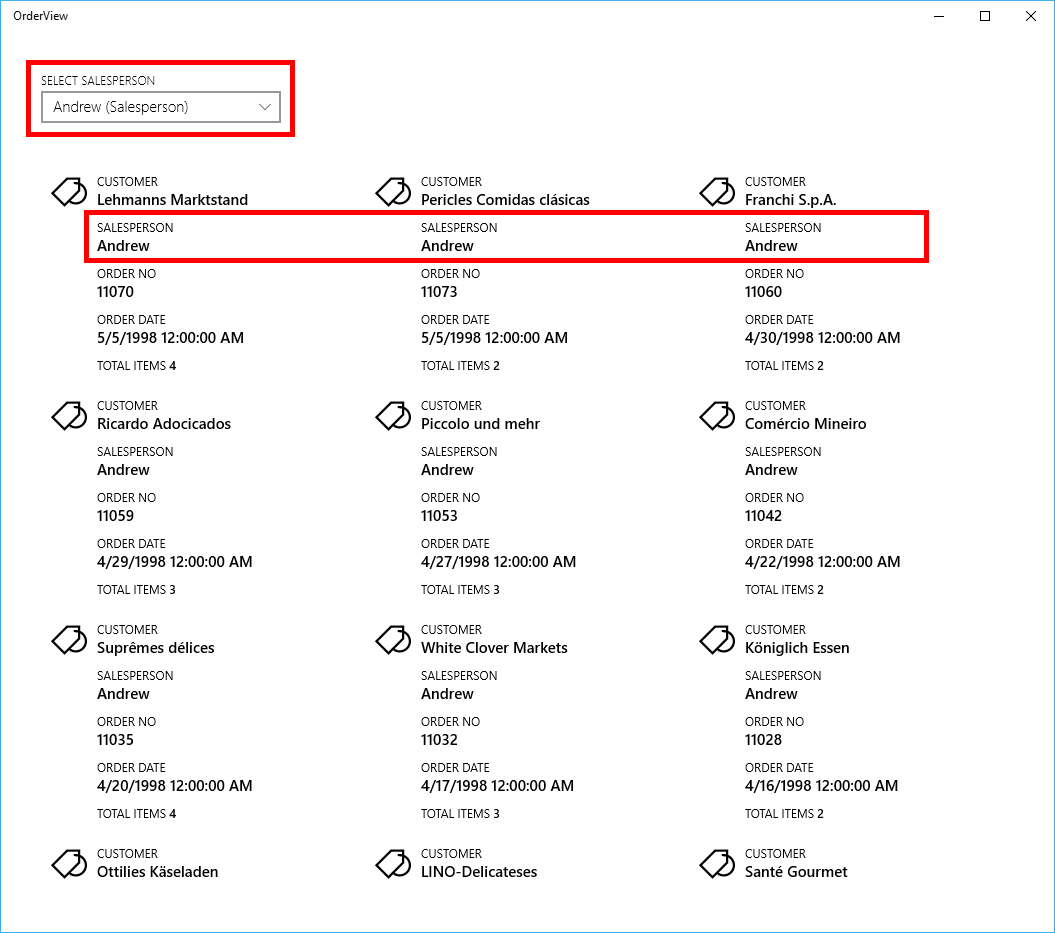 OrderView
SELECT SALESPERSON
Andrew (Salesperson)
CUSTOMER
Lehmanns Marktstand
SALESPERSON
Andrew
ORDER NO
11070
ORDER DATE
5/5/1998 12:00:00 AM
TOTAL ITEMS 4
CUSTOMER
Pericles Comidas clásicas
SALESPERSON
Andrew
ORDER NO
11073
ORDER DATE
5/5/1998 12:00:00 AM
TOTAL ITEMS 2
CUSTOMER
Franchi S.p.A.
SALESPERSON
Andrew
ORDER NO
11060
ORDER DATE
4/30/1998 12:00:00 AM
TOTAL ITEMS 2
CUSTOMER
Ricardo Adocicados
SALESPERSON
Andrew
ORDER NO
11059
ORDER DATE
4/29/1998 12:00:00 AM
TOTAL ITEMS 3
CUSTOMER
Piccolo und mehr
SALESPERSON
Andrew
ORDER NO
11053
ORDER DATE
4/27/1998 12:00:00 AM
TOTAL ITEMS 3
CUSTOMER
Comércio Mineiro
SALESPERSON
Andrew
ORDER NO
11042
ORDER DATE
4/22/1998 12:00:00 AM
TOTAL ITEMS 2
CUSTOMER
Suprêmes délices
SALESPERSON
Andrew
ORDER NO
11035
ORDER DATE
4/20/1998 12:00:00 AM
TOTAL ITEMS 4
CUSTOMER
White Clover Markets
SALESPERSON
Andrew
ORDER NO
11032
ORDER DATE
4/17/1998 12:00:00 AM
TOTAL ITEMS 3
CUSTOMER
Königlich Essen
SALESPERSON
Andrew
ORDER NO
11028
ORDER DATE
4/16/1998 12:00:00 AM
TOTAL ITEMS 2
CUSTOMER
Ottilies Käseladen
CUSTOMER
LINO-Delicateses
CUSTOMER
Santé Gourmet